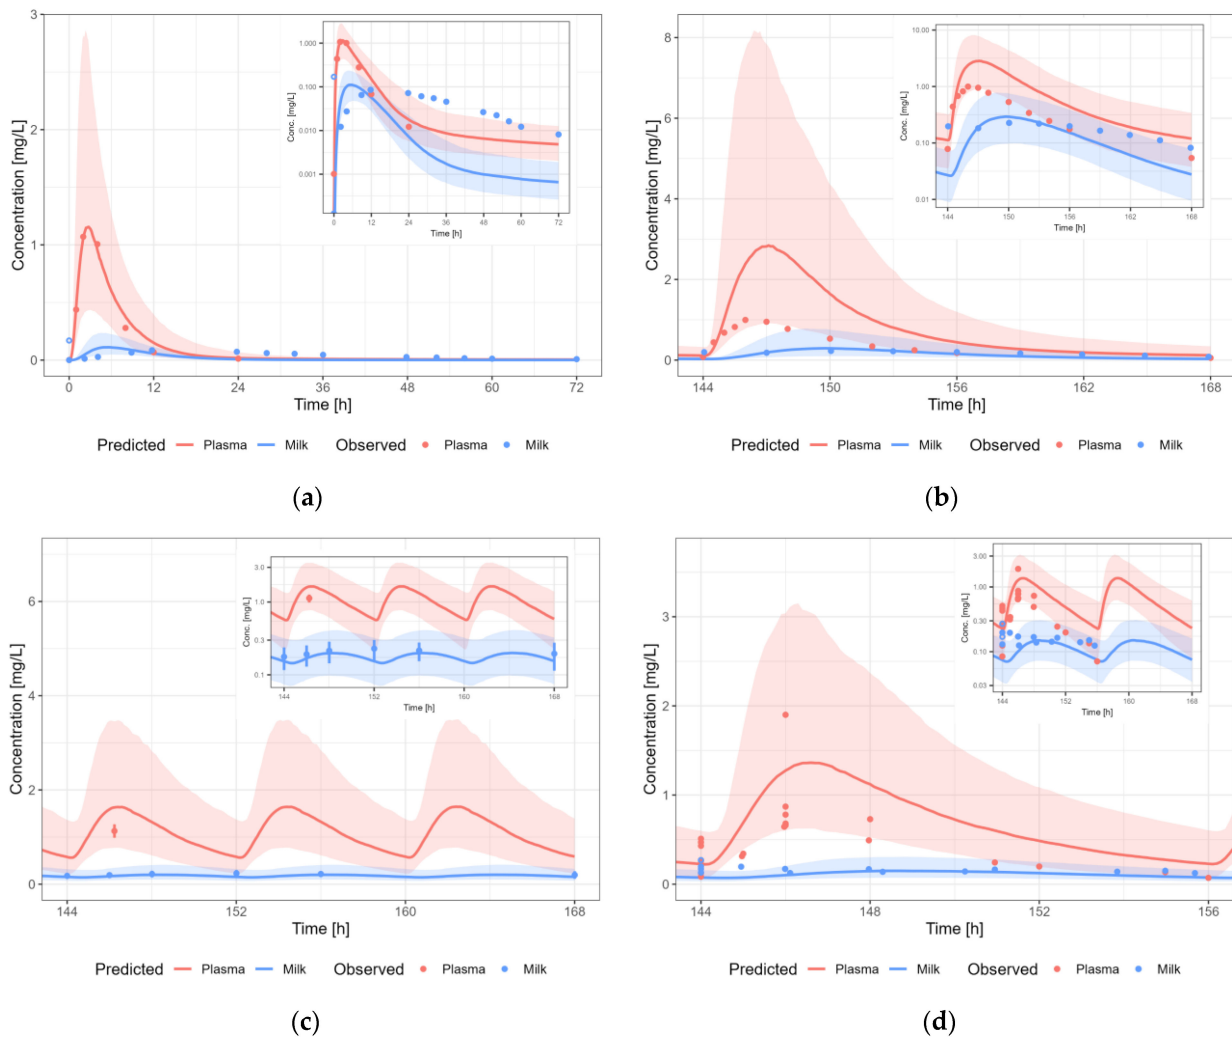 3
2
1
0
Concentration [mg/L]
0 12 24 36 48 60 72
Time [h]
1.000
0.100
0.010
0.001
Conc. [mg/L]
0 12 24 36 48 60 72
Time [h]
Predicted Plasma Milk Observed Plasma Milk
(a)
8
6
4
2
0
Concentration [mg/L]
144 150 156 162 168
Time [h]
10.00
1.00
0.10
0.01
Conc. [mg/L]
144 150 156 162 168
Time [h]
Predicted Plasma Milk Observed Plasma Milk
(b)
6
4
2
0
Concentration [mg/L]
144 152 160 168
Time [h]
3.0
1.0
0.3
0.1
Conc. [mg/L]
144 152 160 168
Time [h]
Predicted Plasma Milk Observed Plasma Milk
(c)
3
2
1
0
Concentration [mg/L]
144 148 152 156
Time [h]
3.00
1.00
0.30
0.10
0.03
Conc. [mg/L]
144 152 160 168
Time [h]
Predicted Plasma Milk Observed Plasma Milk
(d)